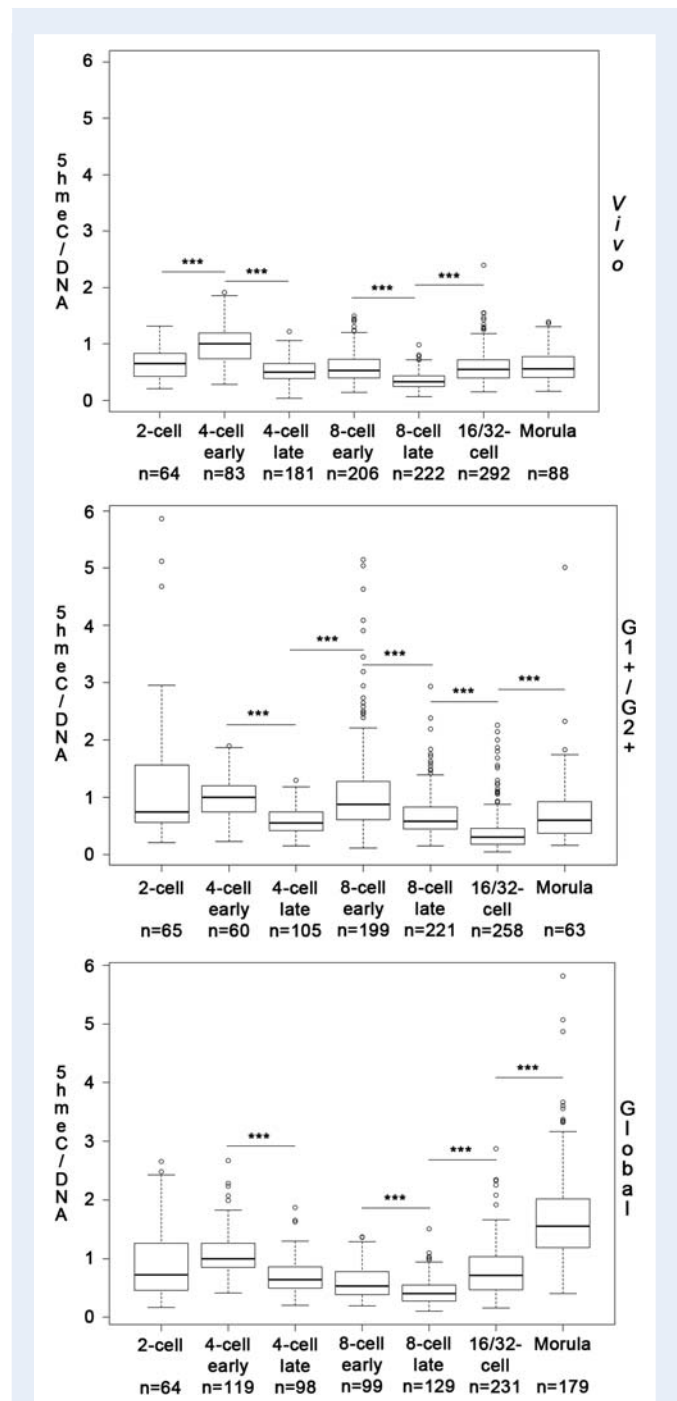 6
5
4
3
2
1
0
5hmeC/DNA
***
***
***
***
Vivo
2-cell 4-cell 4-cell 8-cell 8-cell 16/32- Morula
early late early late cell
n=64 n=83 n=181 n=206 n=222 n=292 n=88
6
5
4
3
2
1
0
5hmeC/DNA
***
***
***
***
***
G1+/G2+
2-cell 4-cell 4-cell 8-cell 8-cell 16/32- Morula
early late early late cell
n=65 n=60 n=105 n=199 n=221 n=258 n=63
6
5
4
3
2
1
0
5hmeC/DNA
***
***
***
***
Global
2-cell 4-cell 4-cell 8-cell 8-cell 16/32- Morula
early late early late cell
n=64 n=119 n=98 n=99 n=129 n=231 n=179